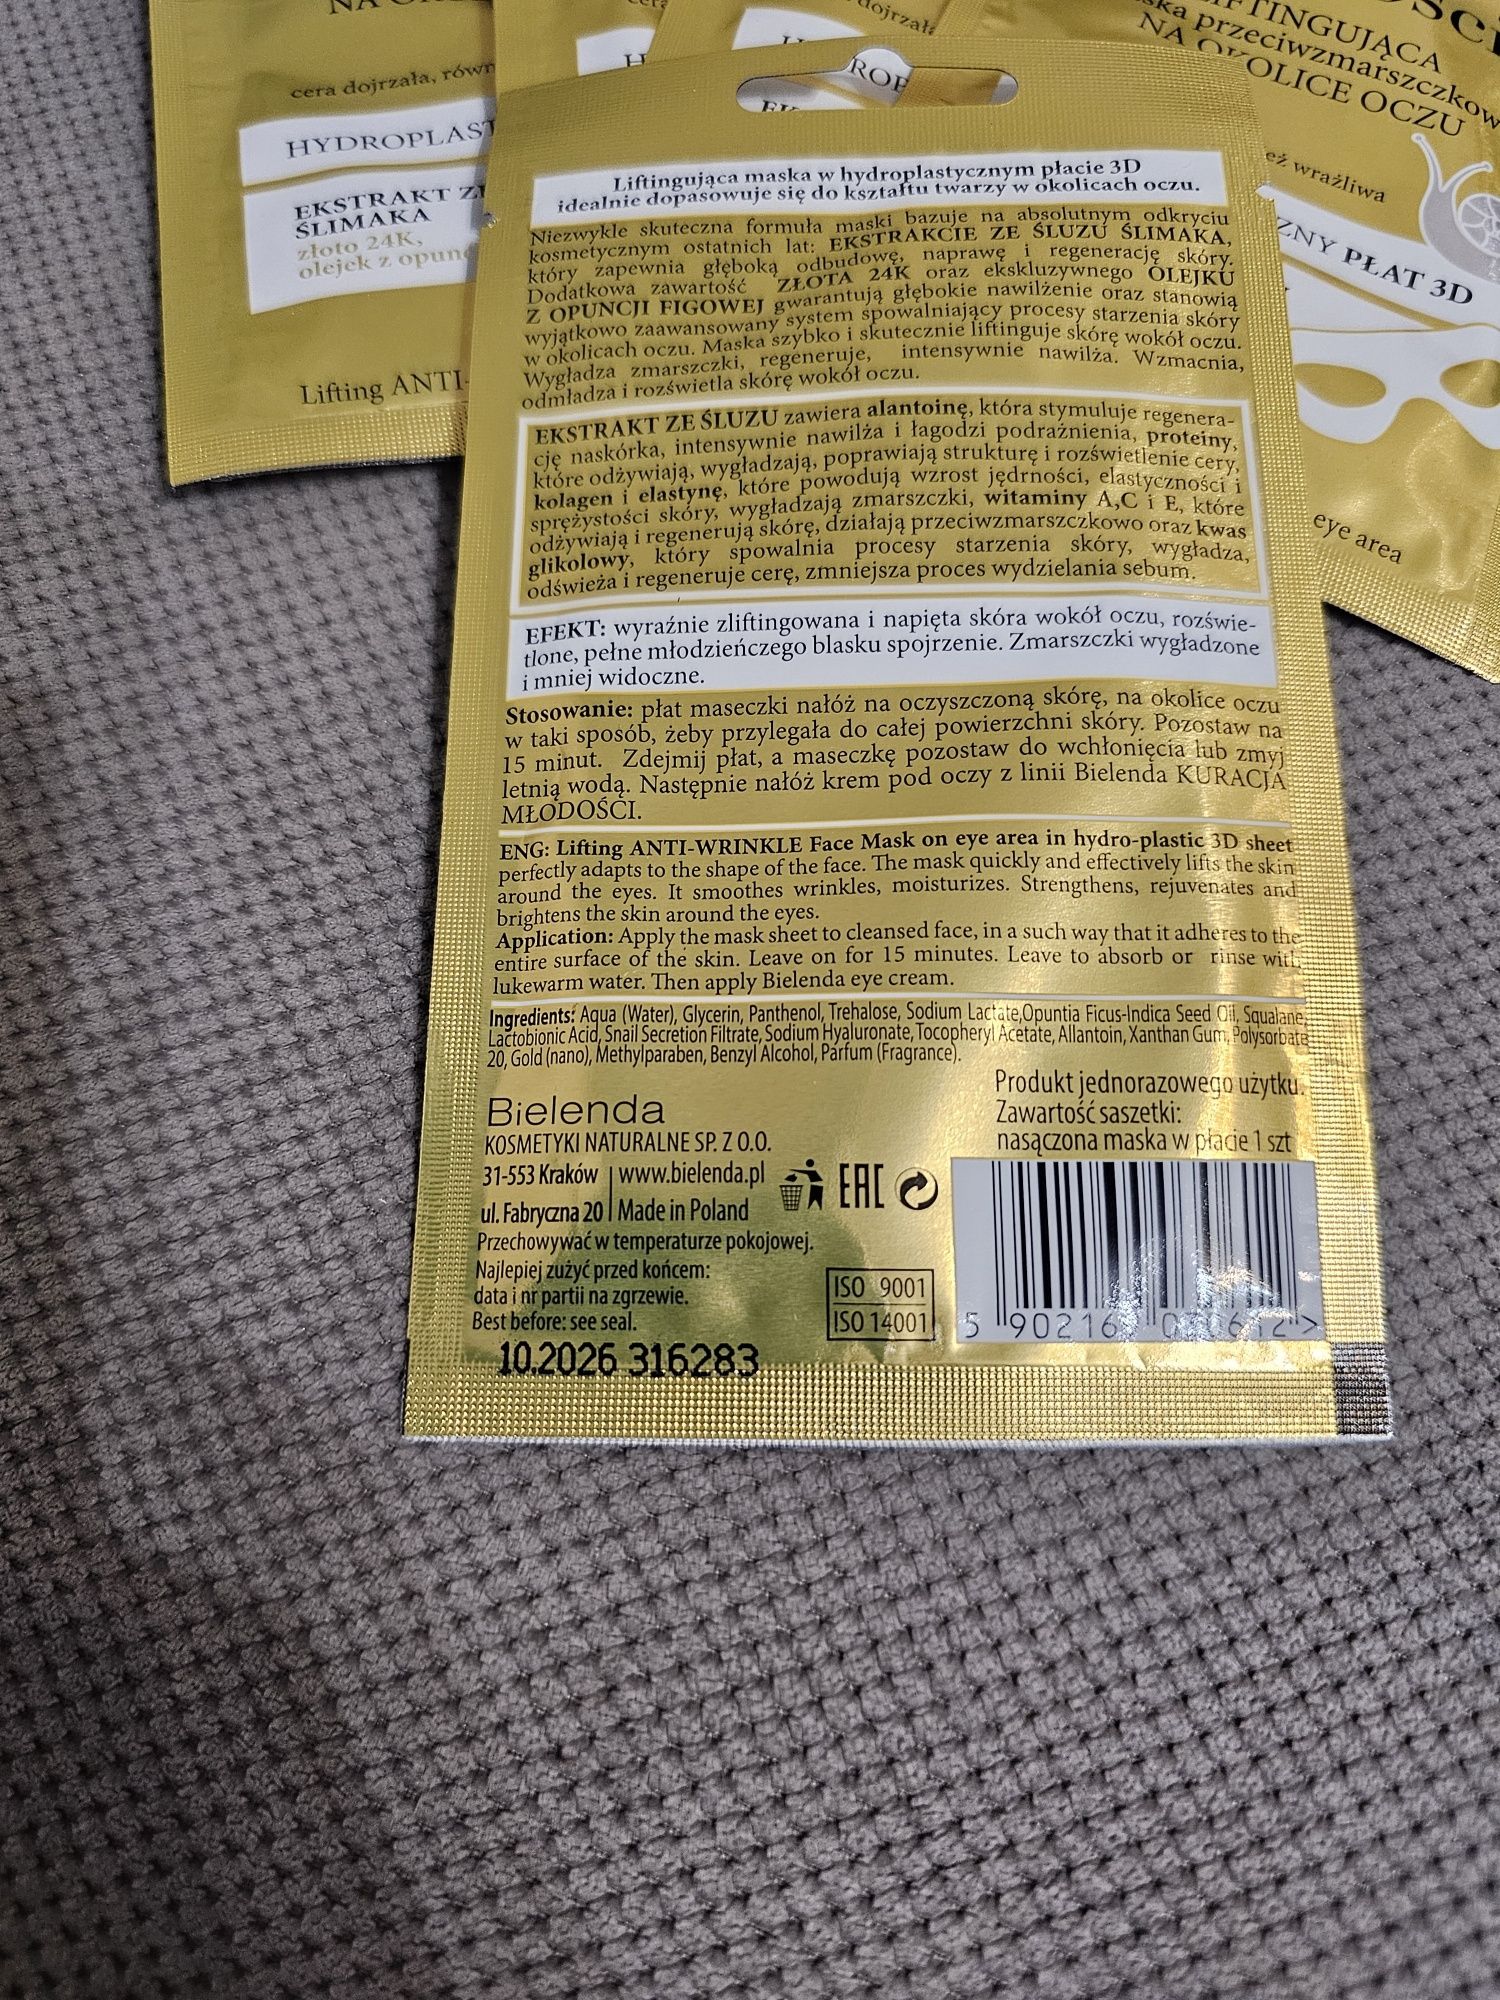 NA OK
cera dojrzała, równ
HYDROPLAST
EKSTRAKT ZE
ŚLIMAKA
złoto 24K,
olejek z opunc
Lifting ANTI-
dojrzała
ROP
LIFTINGUJĄCA
ska przeciwzmarszczkow
NA OKOLICE OCZU
eż wrażliwa
ZNY PŁAT 3D
eye area
Liftingująca maska w hydroplastycznym płacie 3D
idealnie dopasowuje się do kształtu twarzy w okolicach oczu.
Niezwykle skuteczna formuła maski bazuje na absolutnym odkryciu
kosmetycznym ostatnich lat: EKSTRAKCIE ZE ŚLUZU ŚLIMAKA,
który zapewnia głęboką odbudowę, naprawę i regenerację skóry.
Dodatkowa zawartość ZŁOTA 24K oraz ekskluzywnego OLEJKU
Z OPUNCJI FIGOWEJ gwarantują głębokie nawilżenie oraz stanowią
wyjątkowo zaawansowany system spowalniający procesy starzenia skóry
w okolicach oczu. Maska szybko i skutecznie liftinguje skórę wokół oczu.
Wygładza zmarszczki, regeneruje, intensywnie nawilża. Wzmacnia,
odmładza i rozświetla skórę wokół oczu.
EKSTRAKT ZE ŚLUZU zawiera alantoinę, która stymuluje regenera-
cję naskórka, intensywnie nawilża i łagodzi podrażnienia, proteiny,
które odżywiają, wygładzają, poprawiają strukturę i rozświetlenie cery,
kolagen i elastynę, które powodują wzrost jędrności, elastyczności i
sprężystości skóry, wygładzają zmarszczki, witaminy A,C i E, które
odżywiają i regenerują skórę, działają przeciwzmarszczkowo oraz kwas
glikolowy, który spowalnia procesy starzenia skóry, wygładza,
odświeża i regeneruje cerę, zmniejsza proces wydzielania sebum.
EFEKT: wyraźnie zliftingowana i napięta skóra wokół oczu, rozświe-
tlone, pełne młodzieńczego blasku spojrzenie. Zmarszczki wygładzone
i mniej widoczne.
Stosowanie: płat maseczki nałóż na oczyszczoną skórę, na okolice oczu
w taki sposób, żeby przylegała do całej powierzchni skóry. Pozostaw na
15 minut. Zdejmij płat, a maseczkę pozostaw do wchłonięcia lub zmyj
letnią wodą. Następnie nałóż krem pod oczy z linii Bielenda KURACJA
MŁODOŚCI.
ENG: Lifting ANTI-WRINKLE Face Mask on eye area in hydro-plastic 3D sheet
perfectly adapts to the shape of the face. The mask quickly and effectively lifts the skin
around the eyes. It smoothes wrinkles, moisturizes. Strengthens, rejuvenates and
brightens the skin around the eyes.
Application: Apply the mask sheet to cleansed face, in a such way that it adheres to the
entire surface of the skin. Leave on for 15 minutes. Leave to absorb or rinse with
lukewarm water. Then apply Bielenda eye cream.
Ingredients: Aqua (Water), Glycerin, Panthenol, Trehalose, Sodium Lactate,Opuntia Ficus-Indica Seed Oil, Squalane,
Lactobionic Acid, Snail Secretion Filtrate, Sodium Hyaluronate, Tocopheryl Acetate, Allantoin, Xanthan Gum, Polysorbate
20, Gold (nano), Methylparaben, Benzyl Alcohol, Parfum (Fragrance).
Produkt jednorazowego użytku.
Zawartość saszetki:
nasączona maska w płacie 1 szt
Bielenda
KOSMETYKI NATURALNE SP. Z O.O.
31-553 Kraków | www.bielenda.pl
ul. Fabryczna 20 | Made in Poland
EAC
Przechowywać w temperaturze pokojowej.
Najlepiej zużyć przed końcem:
data i nr partii na zgrzewie.
Best before: see seal.
ISO 9001
ISO 14001
10.2026 316283